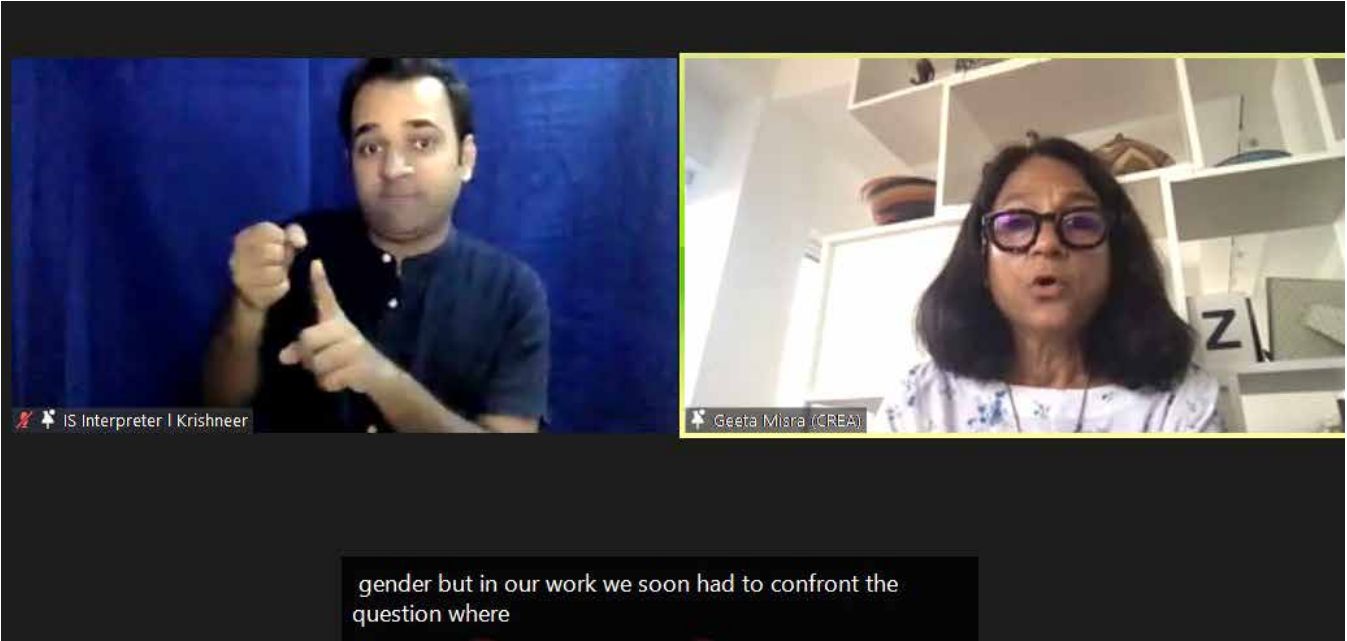 Z
IS Interpreter | Krishneer
Geeta Misra (CREA)
gender but in our work we soon had to confront the
question where